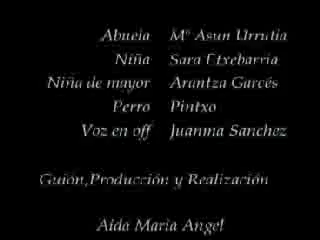 Abuela Mª Asun Urrutia
Niña Sara Etxebarria
Niña de mayor Arantza Garcés
Perro Pintxo
Voz en off Juanma Sanchez
Guión,Producción y Realización
Aida Maria Angel